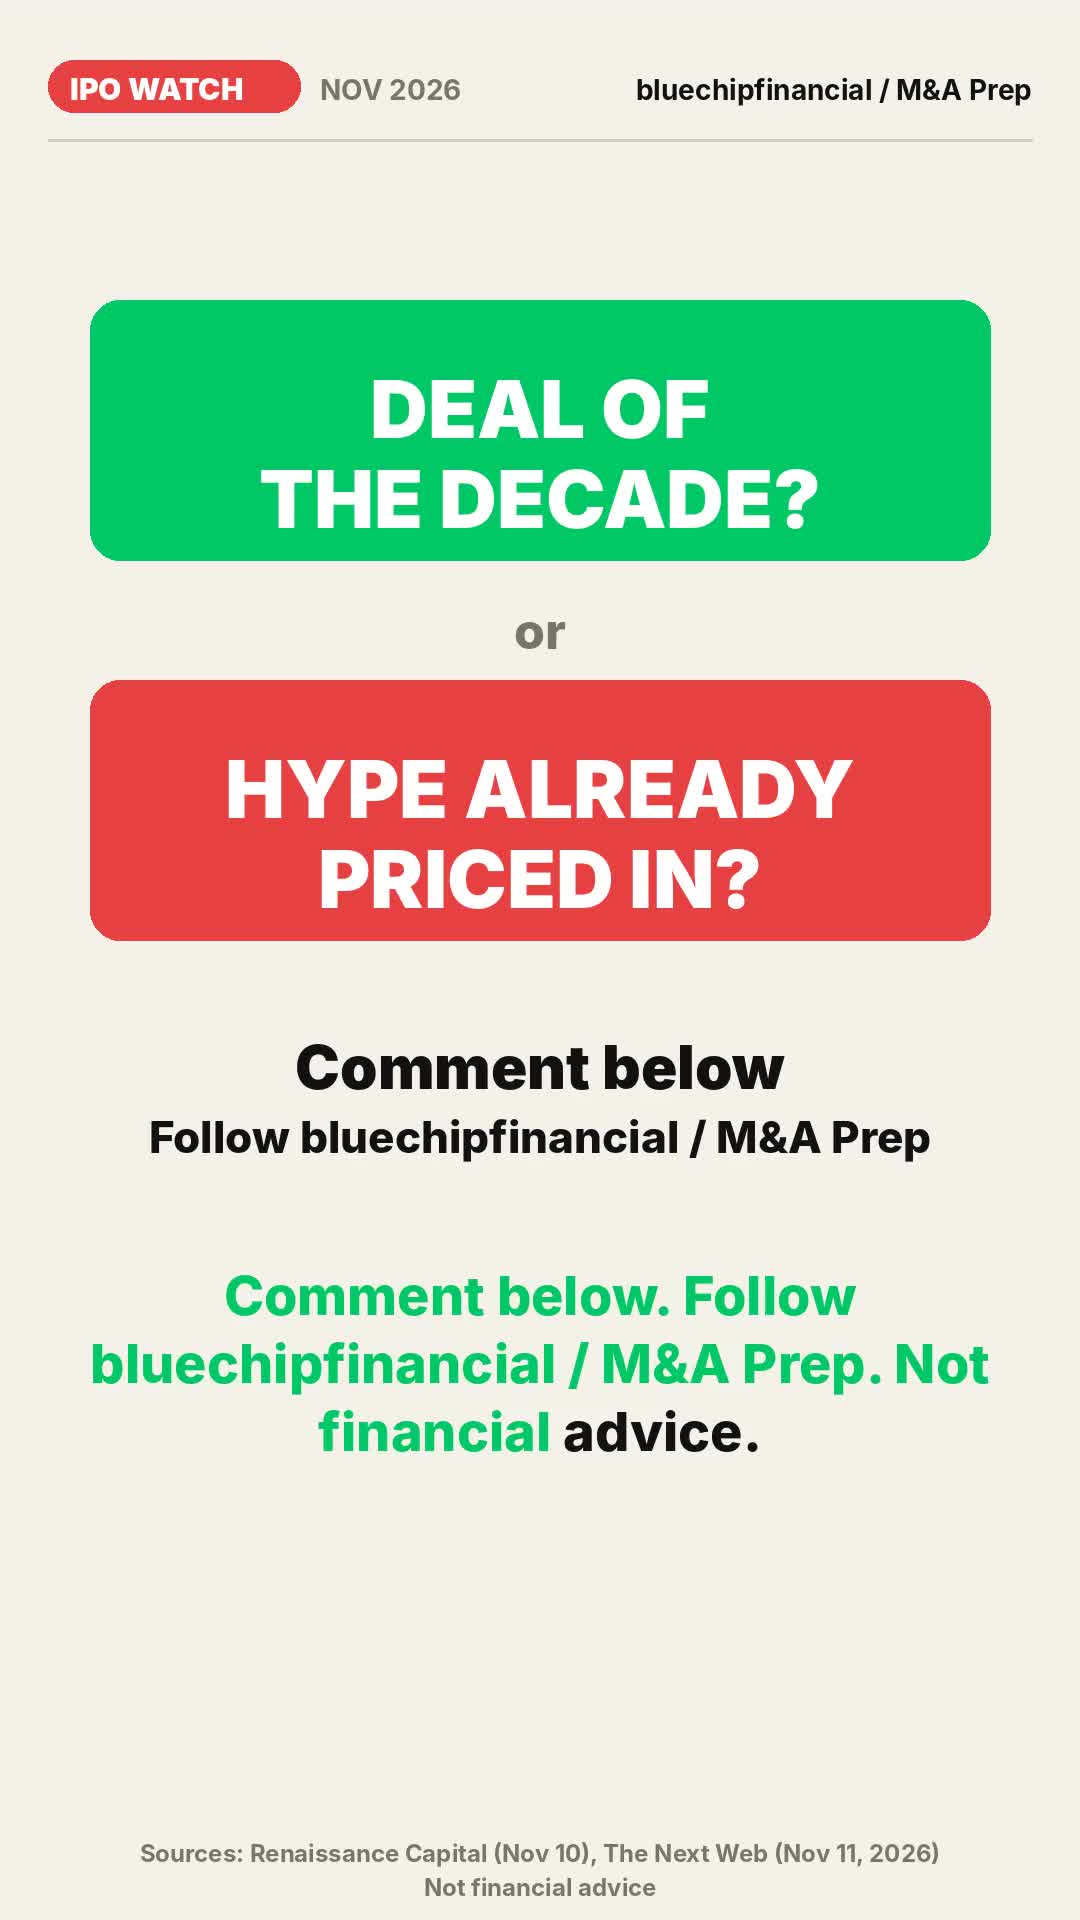 IPO WATCH NOV 2026 bluechipfinancial / M&A Prep
DEAL OF
THE DECADE?
or
HYPE ALREADY
PRICED IN?
Comment below
Follow bluechipfinancial / M&A Prep
Comment below. Follow
bluechipfinancial / M&A Prep. Not
financial advice.
Sources: Renaissance Capital (Nov 10), The Next Web (Nov 11, 2026)
Not financial advice